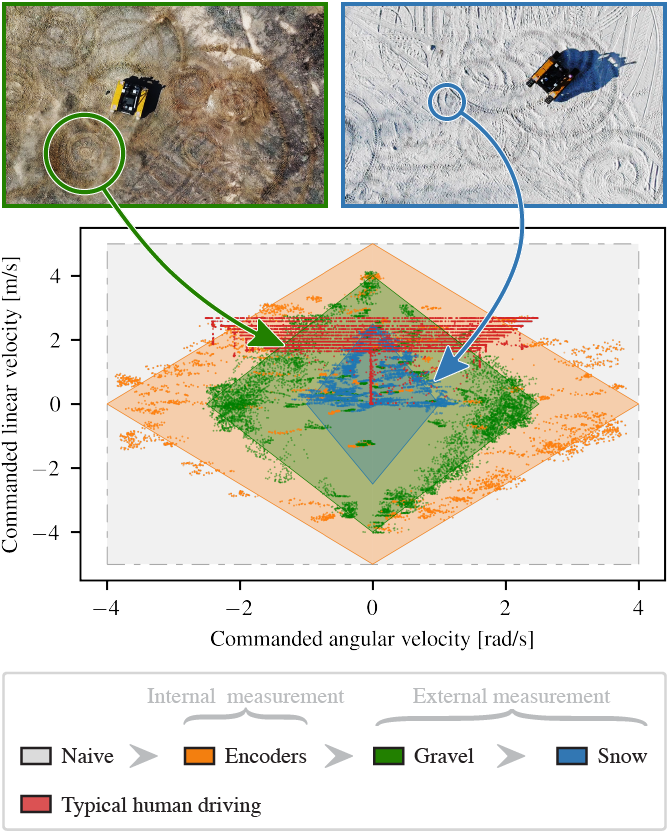 Commanded linear velocity [m/s]
4
2
0
−2
−4
−4 −2 0 2 4
Commanded angular velocity [rad/s]
Internal measurement External measurement
Naive Encoders Gravel Snow
Typical human driving